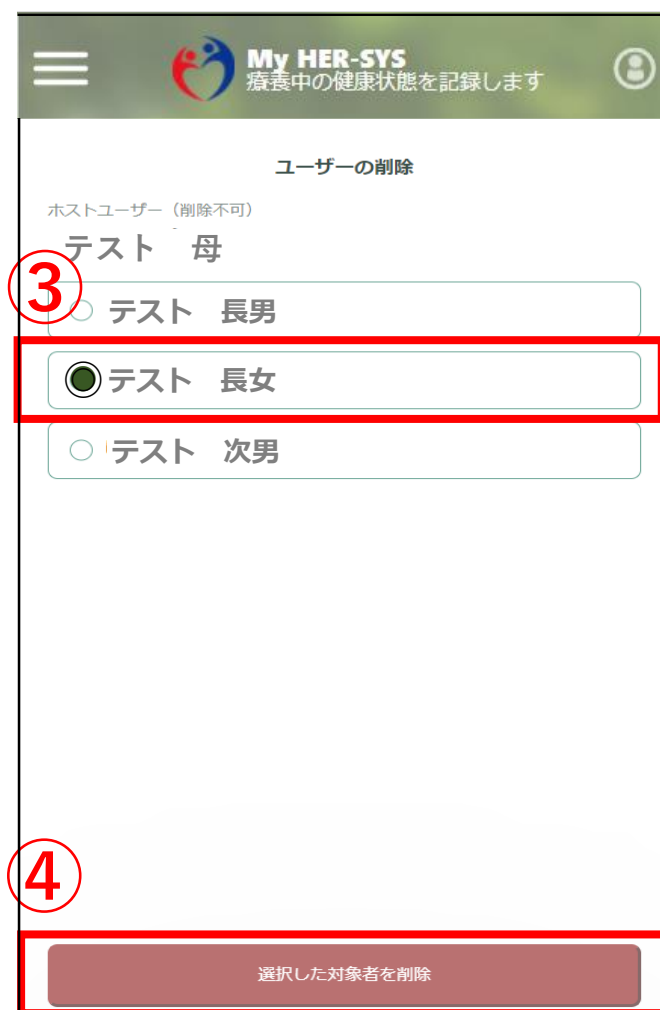 My HER-SYS
療養中の健康状態を記録します
ユーザーの削除
ホストユーザー（削除不可）
テスト　母
③
テスト　長男
テスト　長女
テスト　次男
④
選択した対象者を削除